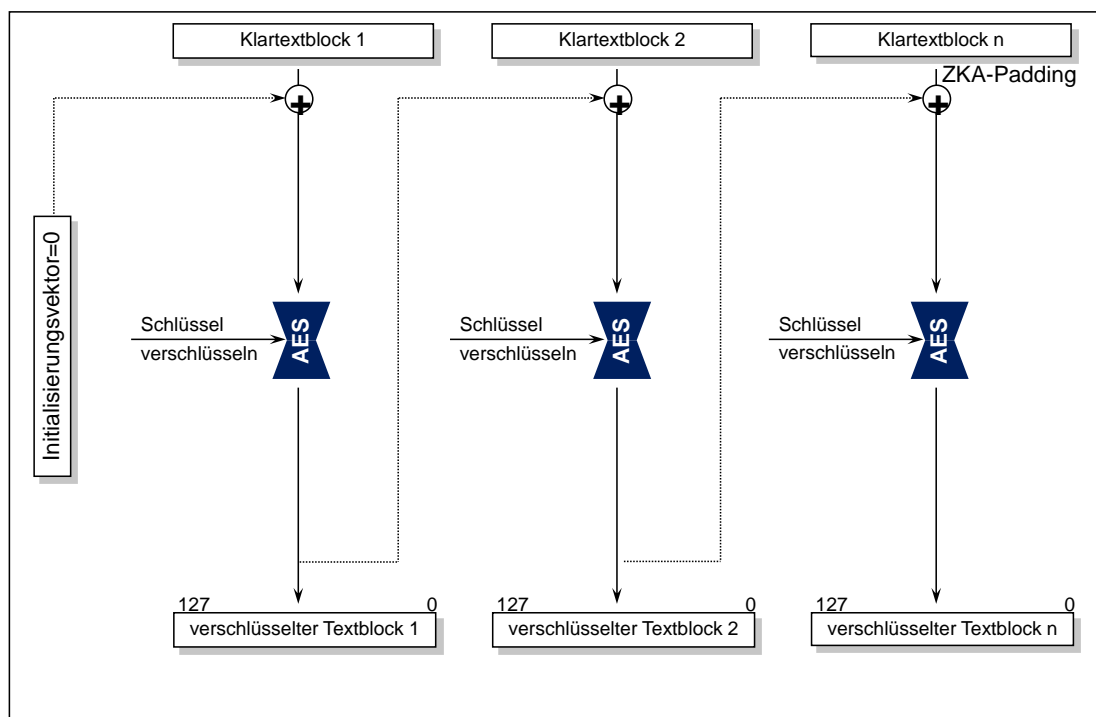 Klartextblock 1
Klartextblock 2
Klartextblock n
ZKA-Padding
+
+
+
Initialisierungsvektor=0
Schlüssel
verschlüsseln
AES
Schlüssel
verschlüsseln
AES
Schlüssel
verschlüsseln
AES
127 0
127 0
127 0
verschlüsselter Textblock 1
verschlüsselter Textblock 2
verschlüsselter Textblock n